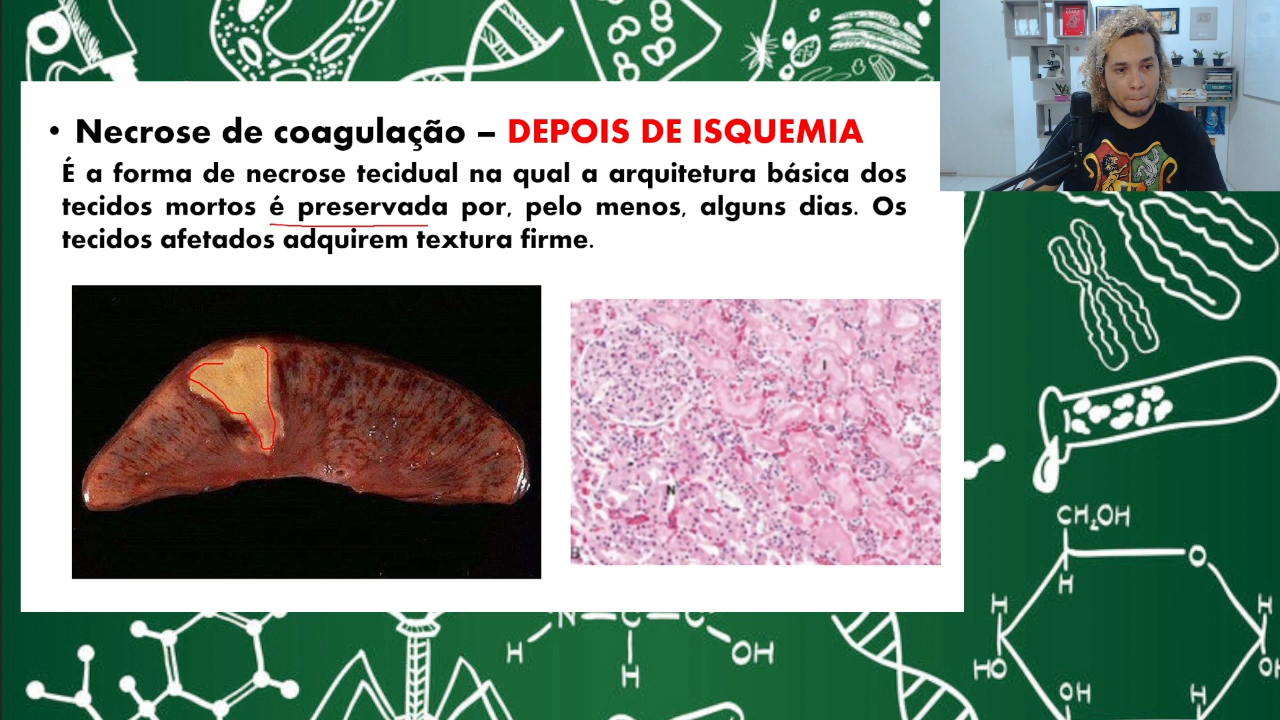 • Necrose de coagulação – DEPOIS DE ISQUEMIA
É a forma de necrose tecidual na qual a arquitetura básica dos
tecidos mortos é preservada por, pelo menos, alguns dias. Os
tecidos afetados adquirem textura firme.
I
N
B
CH₂OH
O
H
H
H
HO
OH
H
OH
N C C
H
OH
H